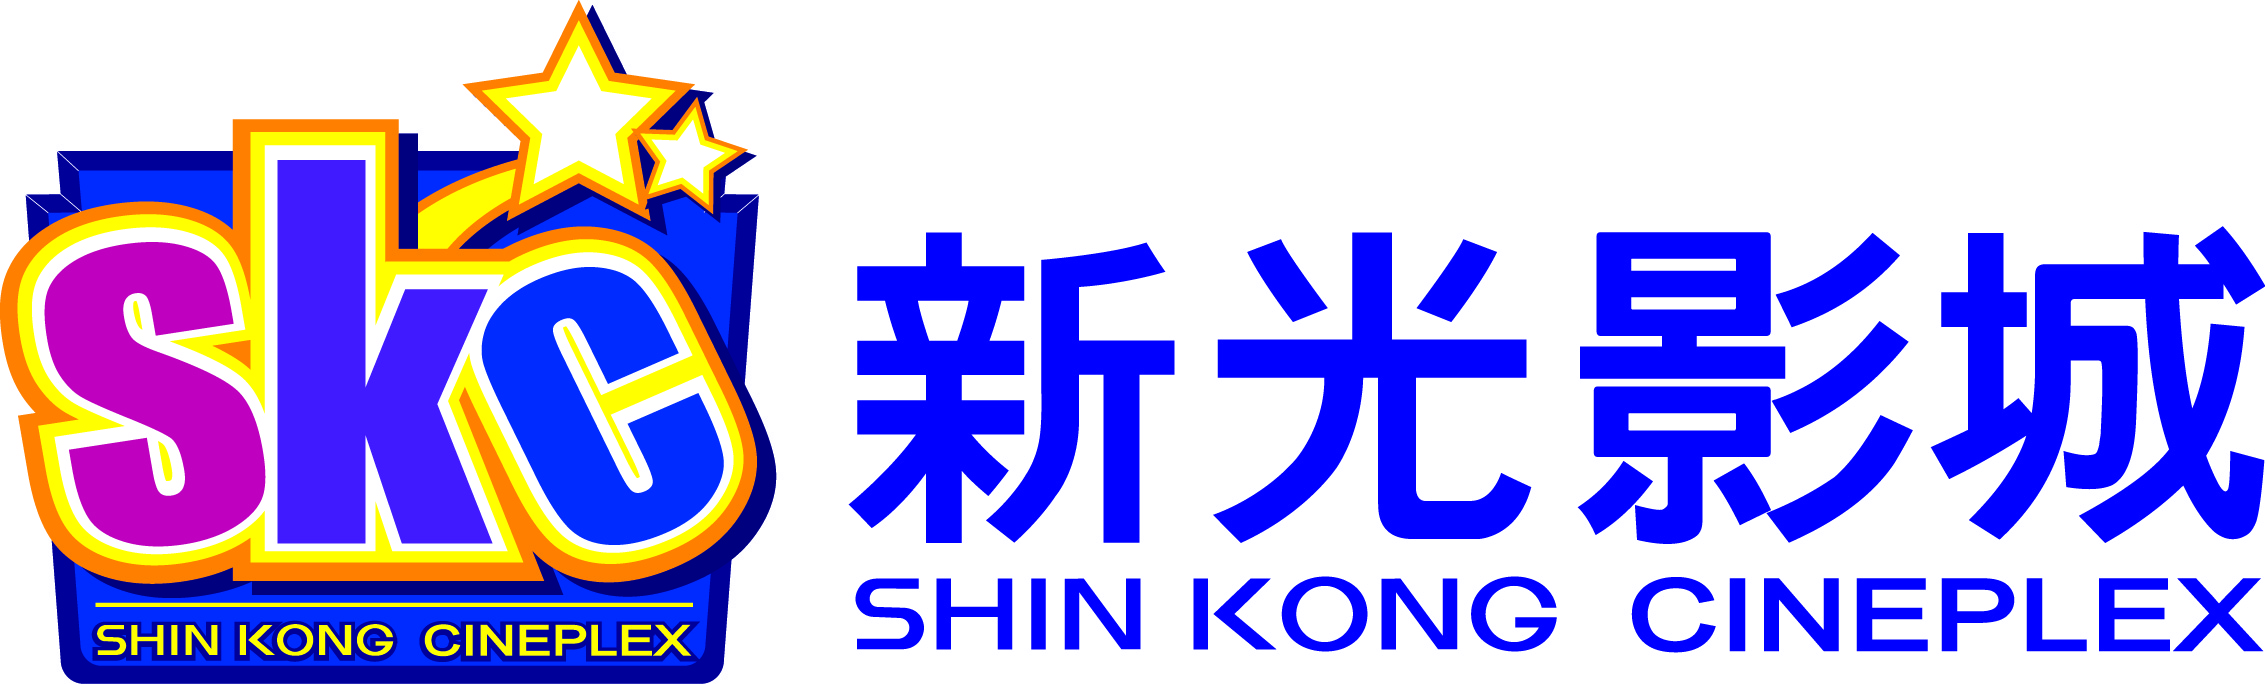 skc
SHIN KONG CINEPLEX
新光影城
SHIN KONG CINEPLEX